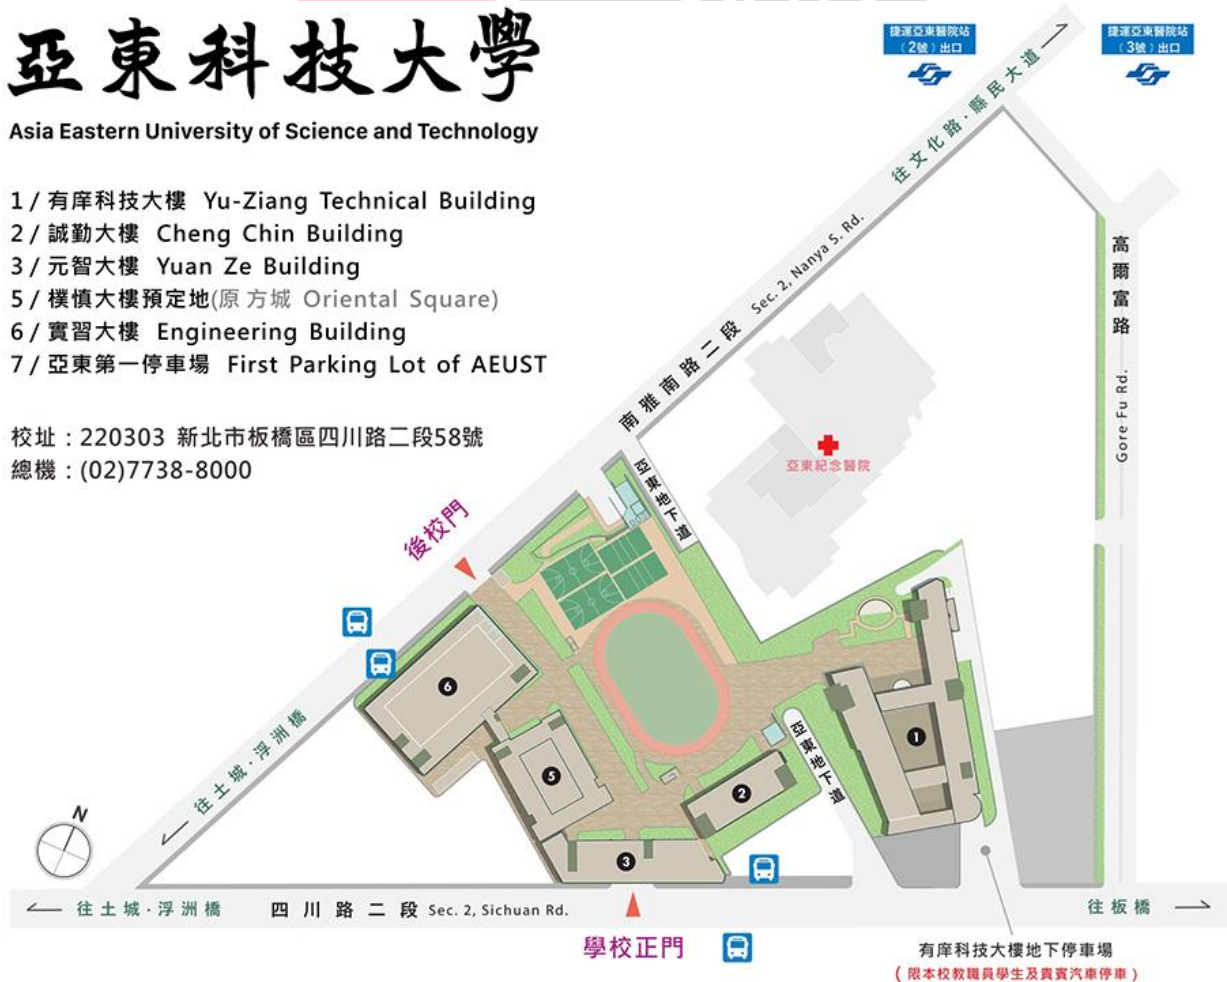 亞東科技大學
Asia Eastern University of Science and Technology
1 / 有庠科技大樓 Yu-Ziang Technical Building
2 / 誠勤大樓 Cheng Chin Building
3 / 元智大樓 Yuan Ze Building
5 / 樸慎大樓預定地(原方城 Oriental Square)
6 / 實習大樓 Engineering Building
7 / 亞東第一停車場 First Parking Lot of AEUST
校址:220303 新北市板橋區四川路二段58號
總機:(02)7738-8000
捷運亞東醫院站
(2號)出口
捷運亞東醫院站
(3號)出口
往文化路·縣民大道
南雅南路二段 Sec. 2, Nanya S. Rd.
高爾富路
Gore Fu Rd.
亞東紀念醫院
亞東地下道
後校門
6
5
1
2
3
亞東地下道
往土城·浮洲橋
N
往土城·浮洲橋
四川路二段 Sec. 2, Sichuan Rd.
往板橋
學校正門
有庠科技大樓地下停車場
(限本校教職員學生及貴賓汽車停車)